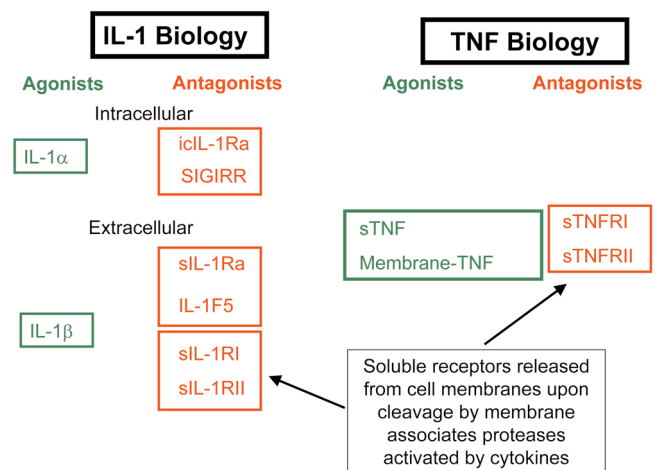 IL-1 Biology
TNF Biology
Agonists
Antagonists
Agonists
Antagonists
Intracellular
IL-1α
icIL-1Ra
SIGIRR
Extracellular
sIL-1Ra
IL-1F5
IL-1β
sIL-1RI
sIL-1RII
sTNF
Membrane-TNF
sTNFRI
sTNFRII
Soluble receptors released
from cell membranes upon
cleavage by membrane
associates proteases
activated by cytokines